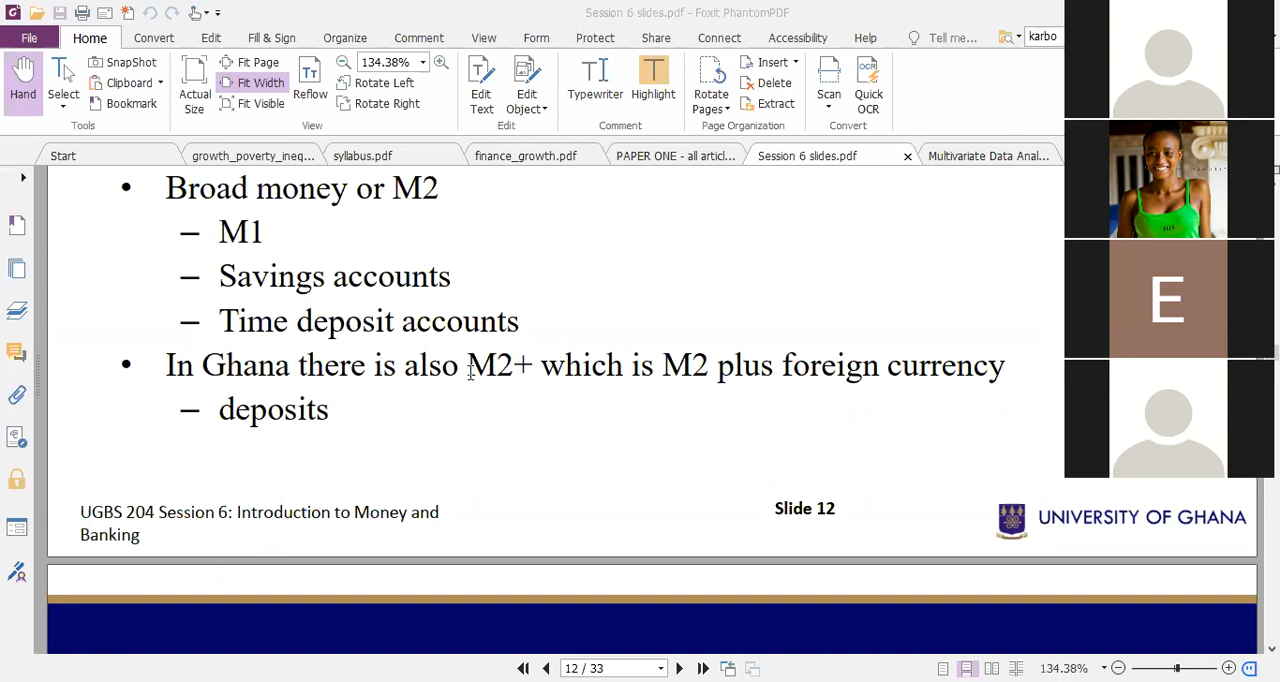 Session 6 slides.pdf - Foxit PhantomPDF
File Home Convert Edit Fill & Sign Organize Comment View Form Protect Share Connect Accessibility Help Tell me... karbo
SnapShot Fit Page 134.38% Rotate Left Insert Delete Extract
Clipboard Fit Width Rotate Right
Bookmark Fit Visible
Hand Select Actual Size Reflow Edit Text Edit Object Typewriter Highlight Rotate Pages Scan Quick OCR
Tools View Edit Comment Page Organization Convert
Start growth_poverty_ineq... syllabus.pdf finance_growth.pdf PAPER ONE - all articl... Session 6 slides.pdf Multivariate Data Anal...
• Broad money or M2
– M1
– Savings accounts
– Time deposit accounts
• In Ghana there is also M2+ which is M2 plus foreign currency
– deposits
UGBS 204 Session 6: Introduction to Money and
Banking
Slide 12
UNIVERSITY OF GHANA
E
12 / 33 134.38%